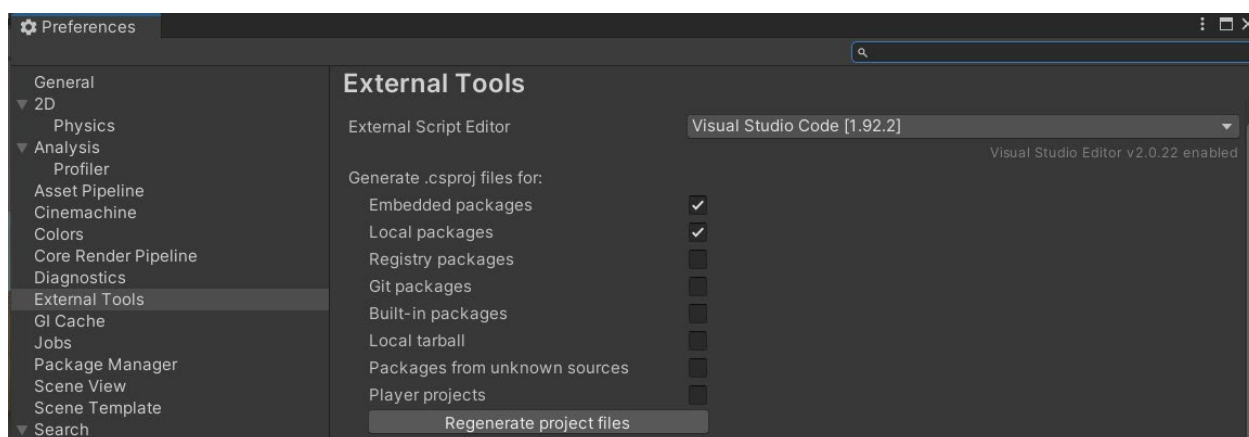 Preferences
General
2D
Physics
Analysis
Profiler
Asset Pipeline
Cinemachine
Colors
Core Render Pipeline
Diagnostics
External Tools
GI Cache
Jobs
Package Manager
Scene View
Scene Template
Search
External Tools
External Script Editor Visual Studio Code [1.92.2]
Visual Studio Editor v2.0.22 enabled
Generate .csproj files for:
Embedded packages
Local packages
Registry packages
Git packages
Built-in packages
Local tarball
Packages from unknown sources
Player projects
Regenerate project files